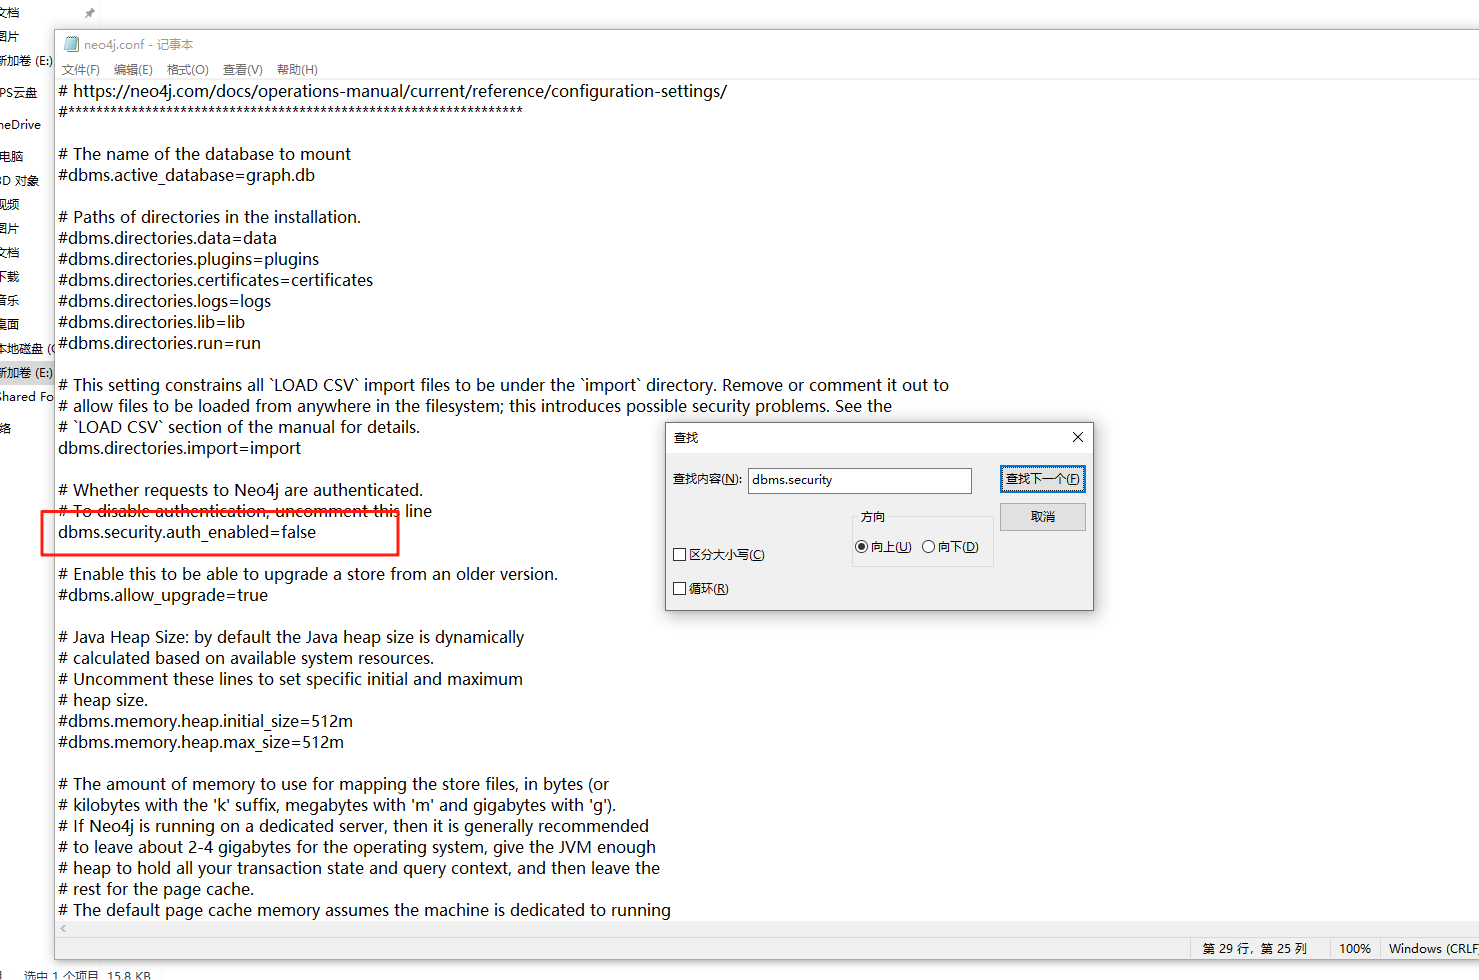 文档
图片
新加卷 (E:)
PS云盘
neDrive
电脑
3D 对象
视频
图片
文档
下载
音乐
桌面
本地磁盘 (C
新加卷 (E:)
Shared Fo
络
neo4j.conf - 记事本
文件(F) 编辑(E) 格式(O) 查看(V) 帮助(H)
# https://neo4j.com/docs/operations-manual/current/reference/configuration-settings/
#*****************************************************************
# The name of the database to mount
#dbms.active_database=graph.db
# Paths of directories in the installation.
#dbms.directories.data=data
#dbms.directories.plugins=plugins
#dbms.directories.certificates=certificates
#dbms.directories.logs=logs
#dbms.directories.lib=lib
#dbms.directories.run=run
# This setting constrains all `LOAD CSV` import files to be under the `import` directory. Remove or comment it out to
# allow files to be loaded from anywhere in the filesystem; this introduces possible security problems. See the
# `LOAD CSV` section of the manual for details.
dbms.directories.import=import
# Whether requests to Neo4j are authenticated.
# To disable authentication, uncomment this line
dbms.security.auth_enabled=false
# Enable this to be able to upgrade a store from an older version.
#dbms.allow_upgrade=true
# Java Heap Size: by default the Java heap size is dynamically
# calculated based on available system resources.
# Uncomment these lines to set specific initial and maximum
# heap size.
#dbms.memory.heap.initial_size=512m
#dbms.memory.heap.max_size=512m
# The amount of memory to use for mapping the store files, in bytes (or
# kilobytes with the 'k' suffix, megabytes with 'm' and gigabytes with 'g').
# If Neo4j is running on a dedicated server, then it is generally recommended
# to leave about 2-4 gigabytes for the operating system, give the JVM enough
# heap to hold all your transaction state and query context, and then leave the
# rest for the page cache.
# The default page cache memory assumes the machine is dedicated to running
查找
查找内容(N): dbms.security 查找下一个(F)
方向 取消
向上(U) 向下(D)
区分大小写(C)
循环(R)
第 29 行，第 25 列 100% Windows (CRLF
选中 1 个项目 15.8 KB